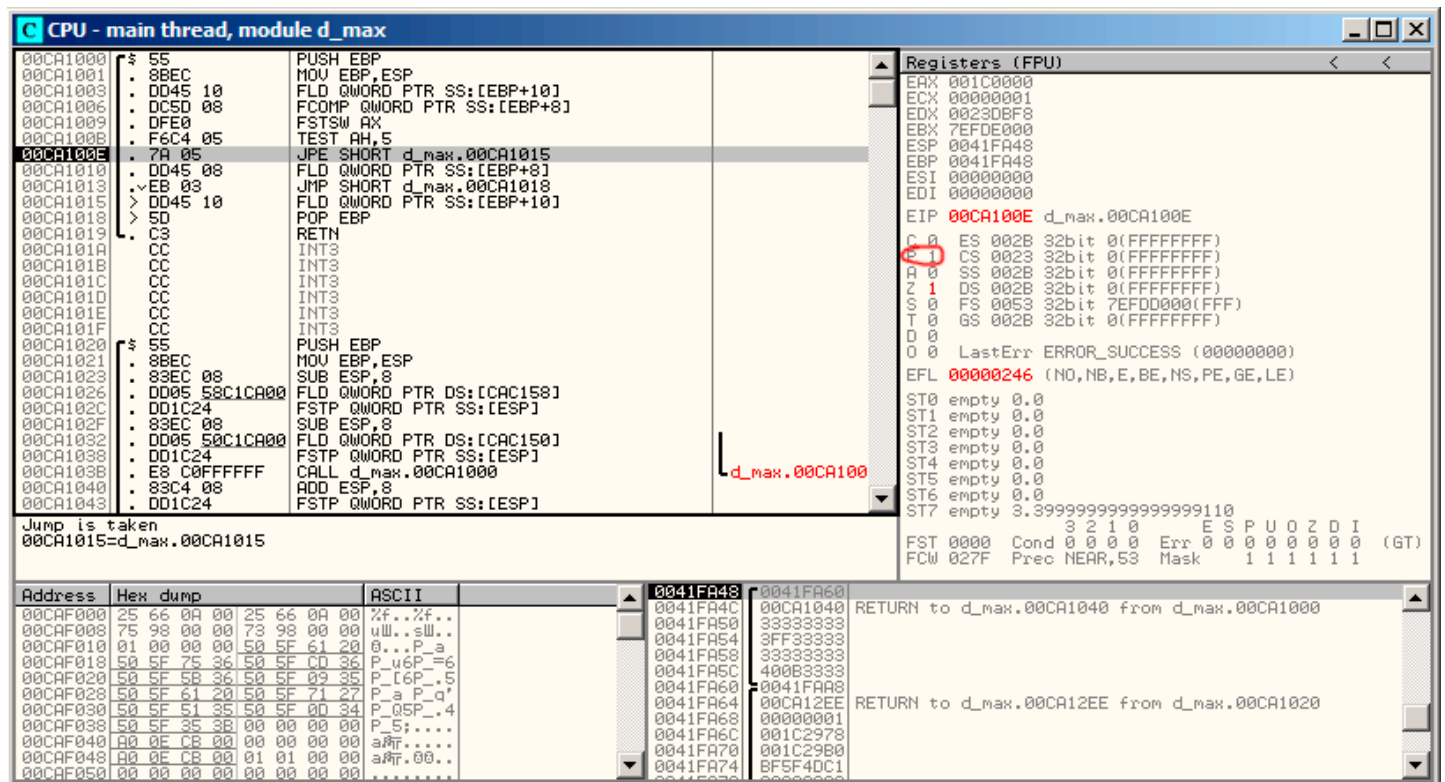 C CPU - main thread, module d_max
00CA1000 $ 55 PUSH EBP
00CA1001 . 8BEC MOV EBP,ESP
00CA1003 . DD45 10 FLD QWORD PTR SS:[EBP+10]
00CA1006 . DC5D 08 FCOMP QWORD PTR SS:[EBP+8]
00CA1009 . DFE0 FSTSW AX
00CA100B . F6C4 05 TEST AH,5
00CA100E . 7A 05 JPE SHORT d_max.00CA1015
00CA1010 . DD45 08 FLD QWORD PTR SS:[EBP+8]
00CA1013 . EB 03 JMP SHORT d_max.00CA1018
00CA1015 > DD45 10 FLD QWORD PTR SS:[EBP+10]
00CA1018 > 5D POP EBP
00CA1019 . C3 RETN
00CA101A CC INT3
00CA101B CC INT3
00CA101C CC INT3
00CA101D CC INT3
00CA101E CC INT3
00CA101F CC INT3
00CA1020 $ 55 PUSH EBP
00CA1021 . 8BEC MOV EBP,ESP
00CA1023 . 83EC 08 SUB ESP,8
00CA1026 . DD05 58C1CA00 FLD QWORD PTR DS:[CAC158]
00CA102C . DD1C24 FSTP QWORD PTR SS:[ESP]
00CA102F . 83EC 08 SUB ESP,8
00CA1032 . DD05 50C1CA00 FLD QWORD PTR DS:[CAC150]
00CA1038 . DD1C24 FSTP QWORD PTR SS:[ESP]
00CA103B . E8 C0FFFFFF CALL d_max.00CA1000 d_max.00CA100
00CA1040 . 83C4 08 ADD ESP,8
00CA1043 . DD1C24 FSTP QWORD PTR SS:[ESP]
Jump is taken
00CA1015=d_max.00CA1015
Registers (FPU) < <
EAX 001C0000
ECX 00000001
EDX 0023DBF8
EBX 7EFDE000
ESP 0041FA48
EBP 0041FA48
ESI 00000000
EDI 00000000
EIP 00CA100E d_max.00CA100E
C 0 ES 002B 32bit 0(FFFFFFFF)
P 1 CS 0023 32bit 0(FFFFFFFF)
A 0 SS 002B 32bit 0(FFFFFFFF)
Z 1 DS 002B 32bit 0(FFFFFFFF)
S 0 FS 0053 32bit 7EFDD000(FFF)
T 0 GS 002B 32bit 0(FFFFFFFF)
D 0
O 0 LastErr ERROR_SUCCESS (00000000)
EFL 00000246 (NO,NB,E,BE,NS,PE,GE,LE)
ST0 empty 0.0
ST1 empty 0.0
ST2 empty 0.0
ST3 empty 0.0
ST4 empty 0.0
ST5 empty 0.0
ST6 empty 0.0
ST7 empty 3.3999999999999999110
3 2 1 0 E S P U O Z D I
FST 0000 Cond 0 0 0 0 Err 0 0 0 0 0 0 0 0 (GT)
FCW 027F Prec NEAR,53 Mask 1 1 1 1 1 1
Address Hex dump ASCII
00CAF000 25 66 0A 00 25 66 0A 00 %f..%f..
00CAF008 75 98 00 00 73 98 00 00
00CAF010 01 00 00 00 50 5F 61 20
00CAF018 50 5F 75 36 50 5F CD 36 P_u6P_=6
00CAF020 50 5F 5B 36 50 5F 09 35 P_[6P_.5
00CAF028 50 5F 61 20 50 5F 71 27 P_a P_q'
00CAF030 50 5F 51 35 50 5F 0D 34 P_Q5P_.4
00CAF038 50 5F 35 3B 00 00 00 00 P_5;....
00CAF040 A0 0E CB 00 00 00 00 00
00CAF048 A0 0E CB 00 01 01 00 00
00CAF050 00 00 00 00 00 00 00 00 ........
0041FA48 0041FA60
0041FA4C 00CA1040 RETURN to d_max.00CA1040 from d_max.00CA1000
0041FA50 33333333
0041FA54 3FF33333
0041FA58 33333333
0041FA5C 400B3333
0041FA60 0041FAA8
0041FA64 00CA12EE RETURN to d_max.00CA12EE from d_max.00CA1020
0041FA68 00000001
0041FA6C 001C2978
0041FA70 001C29B0
0041FA74 BF5F4DC1